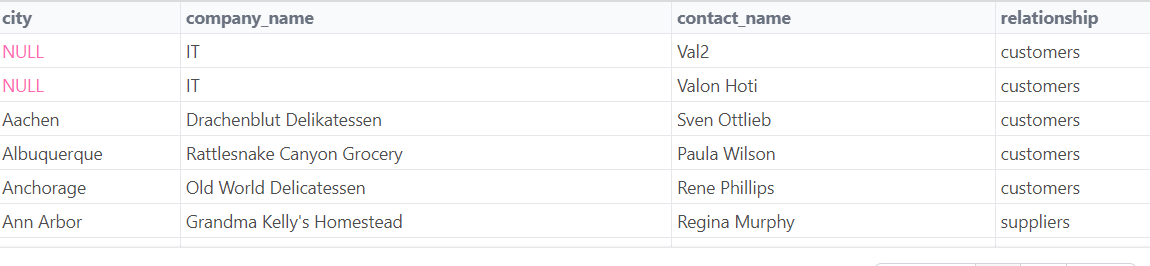 city company_name contact_name relationship
NULL IT Val2 customers
NULL IT Valon Hoti customers
Aachen Drachenblut Delikatessen Sven Ottlieb customers
Albuquerque Rattlesnake Canyon Grocery Paula Wilson customers
Anchorage Old World Delicatessen Rene Phillips customers
Ann Arbor Grandma Kelly's Homestead Regina Murphy suppliers